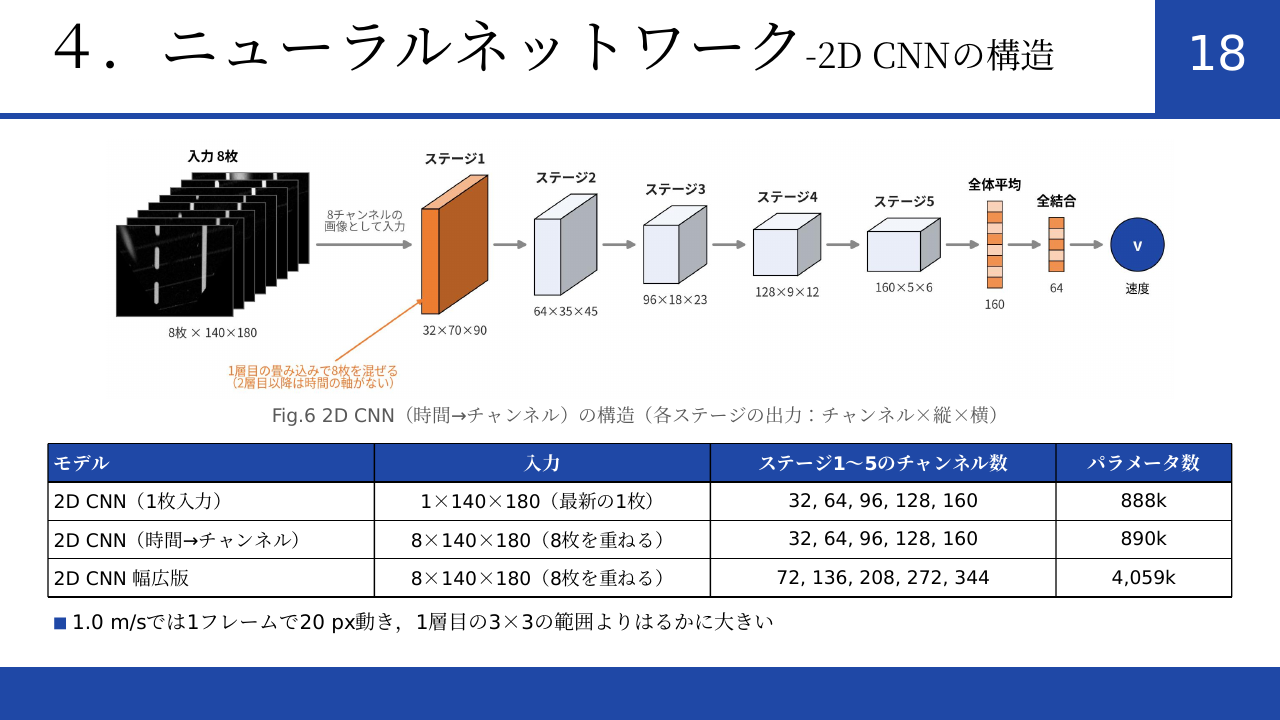 ４．ニューラルネットワーク-2D CNNの構造
18
入力 8枚
8チャンネルの
画像として入力
8枚 × 140×180
ステージ1
32×70×90
1層目の畳み込みで8枚を混ぜる
（2層目以降は時間の軸がない）
ステージ2
64×35×45
ステージ3
96×18×23
ステージ4
128×9×12
ステージ5
160×5×6
全体平均
160
全結合
64
v
速度
Fig.6 2D CNN（時間→チャンネル）の構造（各ステージの出力：チャンネル×縦×横）
モデル 入力 ステージ1～5のチャンネル数 パラメータ数
2D CNN（1枚入力） 1×140×180（最新の1枚） 32, 64, 96, 128, 160 888k
2D CNN（時間→チャンネル） 8×140×180（8枚を重ねる） 32, 64, 96, 128, 160 890k
2D CNN 幅広版 8×140×180（8枚を重ねる） 72, 136, 208, 272, 344 4,059k
■ 1.0 m/sでは1フレームで20 px動き，1層目の3×3の範囲よりはるかに大きい